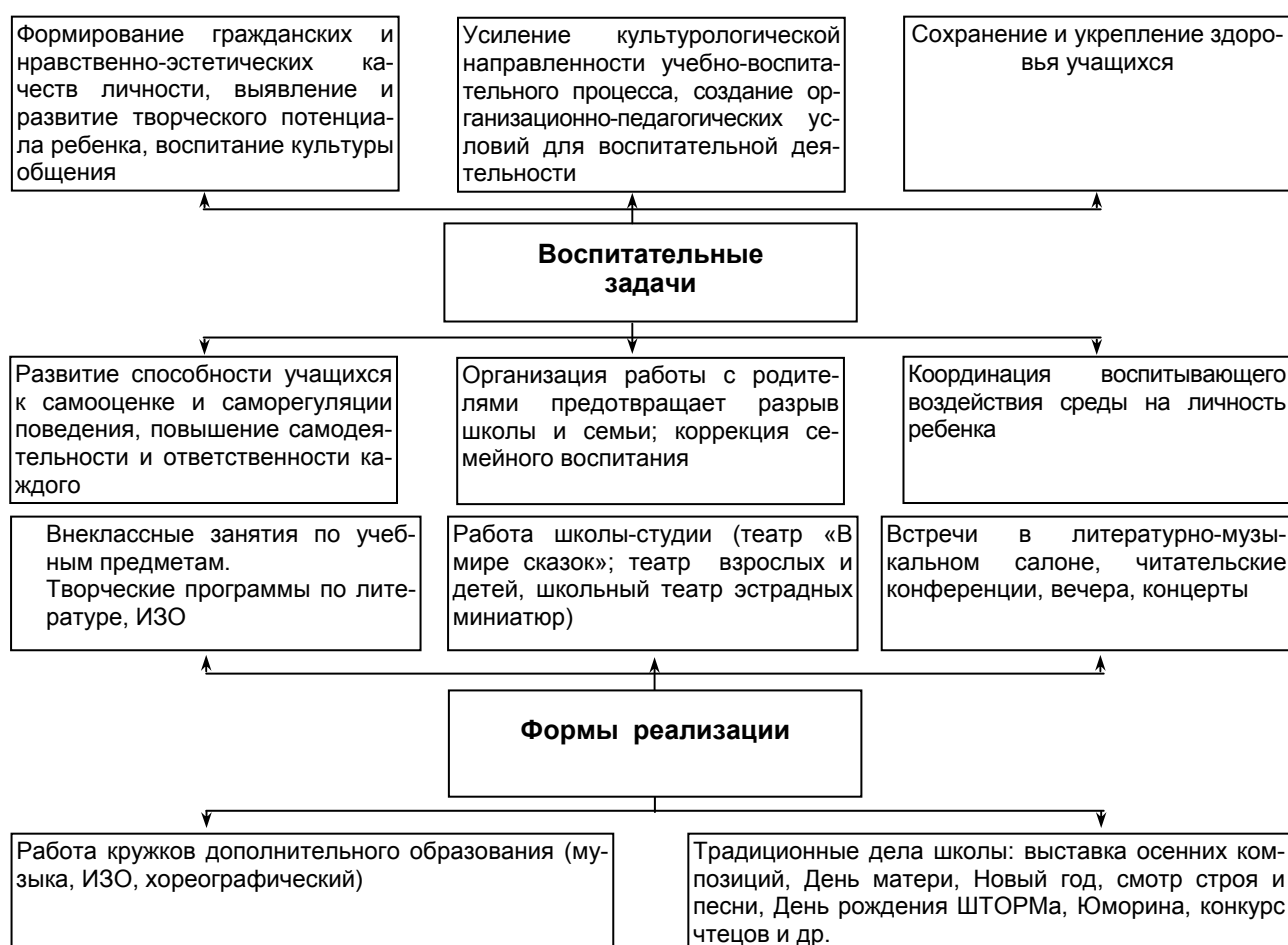 Формирование гражданских и
нравственно-эстетических ка-
честв личности, выявление и
развитие творческого потенциа-
ла ребенка, воспитание культуры
общения
Усиление культурологической
направленности учебно-воспита-
тельного процесса, создание ор-
ганизационно-педагогических ус-
ловий для воспитательной дея-
тельности
Сохранение и укрепление здоро-
вья учащихся
Воспитательные
задачи
Развитие способности учащихся
к самооценке и саморегуляции
поведения, повышение самодея-
тельности и ответственности ка-
ждого
Организация работы с родите-
лями предотвращает разрыв
школы и семьи; коррекция се-
мейного воспитания
Координация воспитывающего
воздействия среды на личность
ребенка
Внеклассные занятия по учеб-
ным предметам.
Творческие программы по лите-
ратуре, ИЗО
Работа школы-студии (театр «В
мире сказок»; театр взрослых и
детей, школьный театр эстрадных
миниатюр)
Встречи в литературно-музы-
кальном салоне, читательские
конференции, вечера, концерты
Формы реализации
Работа кружков дополнительного образования (му-
зыка, ИЗО, хореографический)
Традиционные дела школы: выставка осенних ком-
позиций, День матери, Новый год, смотр строя и
песни, День рождения ШТОРМа, Юморина, конкурс
чтецов и др.